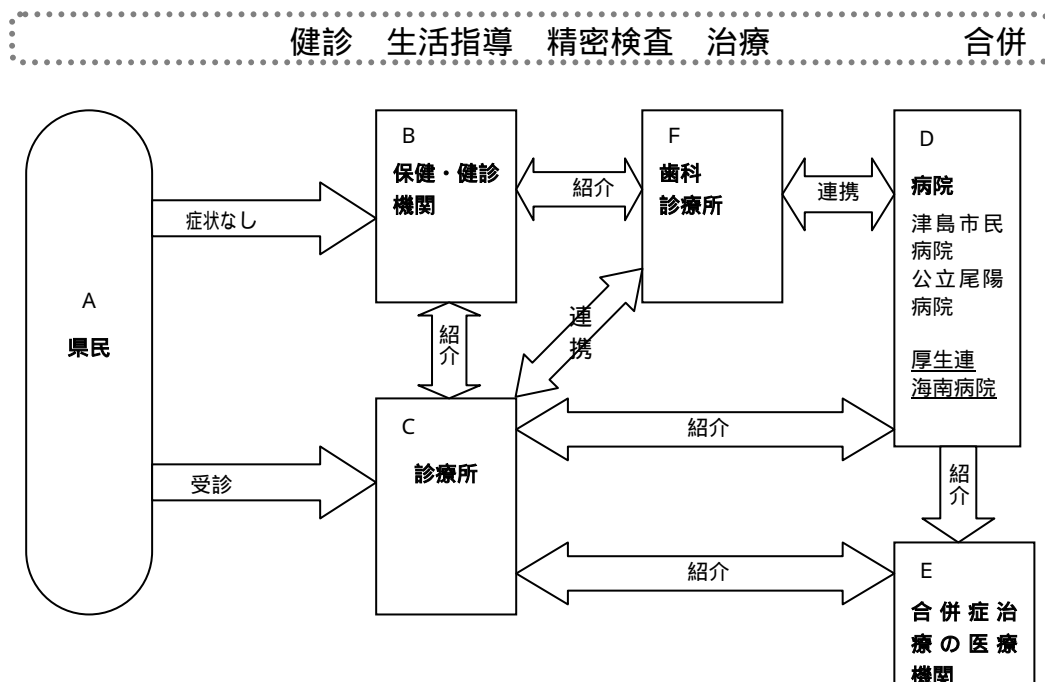 健診　生活指導　精密検査　治療　合併
A
県民
症状なし
受診
B
保健・健診
機関
紹介
紹介
C
診療所
連携
F
歯科
診療所
連携
紹介
紹介
D
病院
津島市民
病院
公立尾陽
病院
厚生連
海南病院
紹介
E
合併症治
療の医療
機関